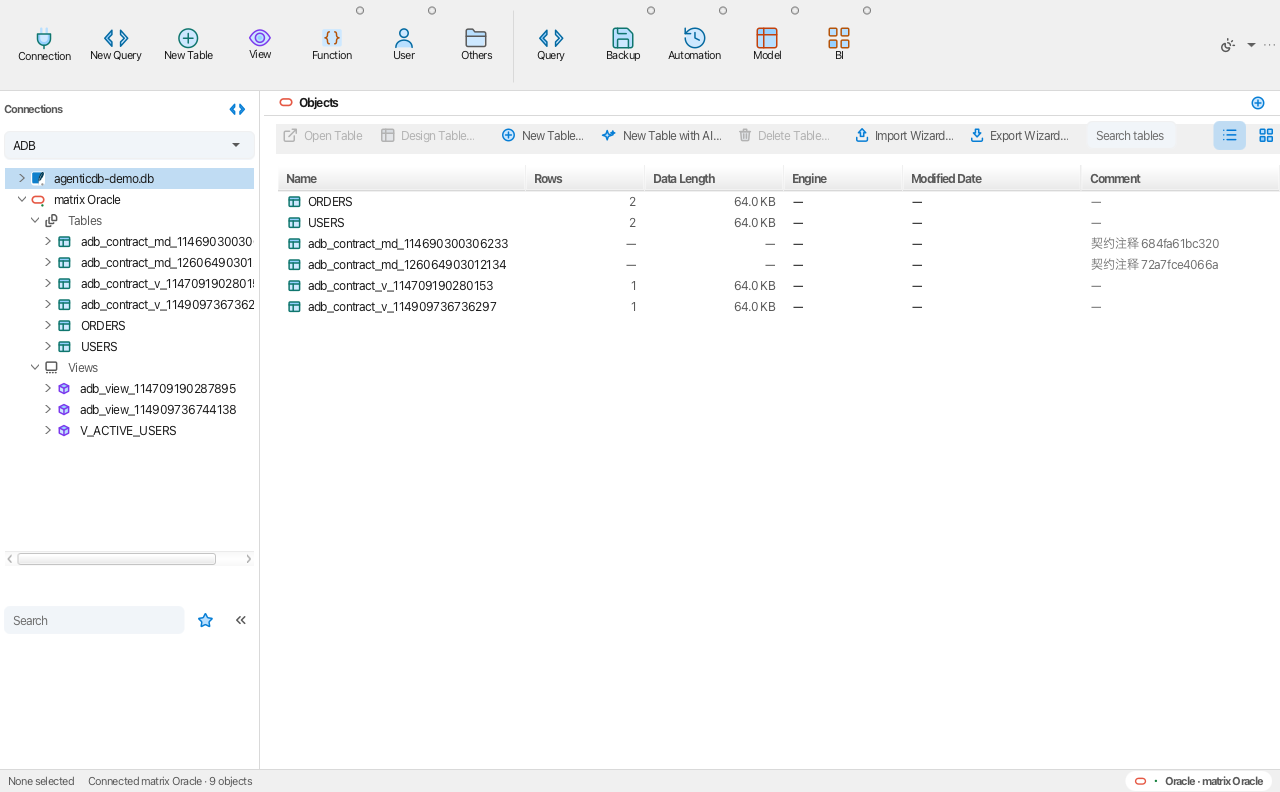 Connection
New Query
New Table
View
Function
User
Others
Query
Backup
Automation
Model
BI
Connections
ADB
agenticdb-demo.db
matrix Oracle
Tables
adb_contract_md_11469030030
adb_contract_md_12606490301
adb_contract_v_11470919028015
adb_contract_v_1149097367362
ORDERS
USERS
Views
adb_view_114709190287895
adb_view_114909736744138
V_ACTIVE_USERS
Search
Objects
Open Table
Design Table...
New Table...
New Table with AI...
Delete Table...
Import Wizard...
Export Wizard...
Search tables
Name Rows Data Length Engine Modified Date Comment
ORDERS 2 64.0 KB — — —
USERS 2 64.0 KB — — —
adb_contract_md_114690300306233 — — — — 契约注释 684fa61bc320
adb_contract_md_126064903012134 — — — — 契约注释 72a7fce4066a
adb_contract_v_114709190280153 1 64.0 KB — — —
adb_contract_v_114909736736297 1 64.0 KB — — —
None selected
Connected matrix Oracle · 9 objects
Oracle · matrix Oracle